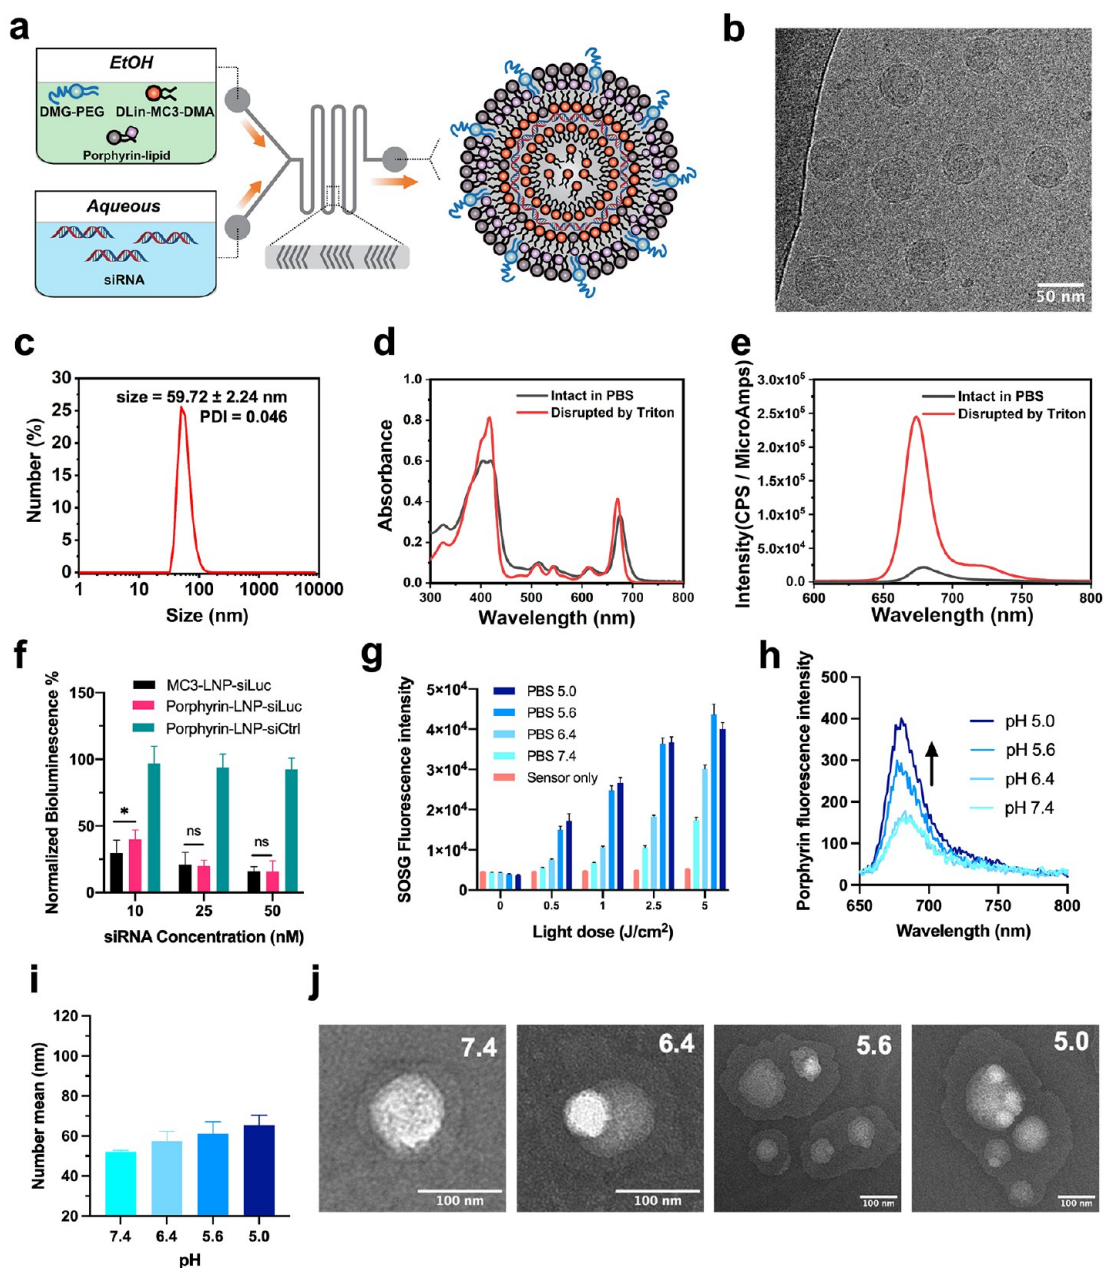 a
EtOH
DMG-PEG DLin-MC3-DMA
Porphyrin-lipid
Aqueous
siRNA
b
50 nm
c
size = 59.72 ± 2.24 nm
PDI = 0.046
Number (%)
30
25
20
15
10
5
0
1 10 100 1000 10000
Size (nm)
d
Intact in PBS
Disrupted by Triton
Absorbance
1.0
0.8
0.6
0.4
0.2
0.0
300 400 500 600 700 800
Wavelength (nm)
e
Intact in PBS
Disrupted by Triton
Intensity(CPS / MicroAmps)
3.0x10⁵
2.5x10⁵
2.0x10⁵
1.5x10⁵
1.0x10⁵
5.0x10⁴
0.0
600 650 700 750 800
Wavelength (nm)
f
MC3-LNP-siLuc
Porphyrin-LNP-siLuc
Porphyrin-LNP-siCtrl
Normalized Bioluminescence %
150
100
50
0
* ns ns
10 25 50
siRNA Concentration (nM)
g
PBS 5.0
PBS 5.6
PBS 6.4
PBS 7.4
Sensor only
SOSG Fluorescence intensity
5×10⁴
4×10⁴
3×10⁴
2×10⁴
1×10⁴
0
0 0.5 1 2.5 5
Light dose (J/cm²)
h
pH 5.0
pH 5.6
pH 6.4
pH 7.4
Porphyrin fluorescence intensity
500
400
300
200
100
0
650 700 750 800
Wavelength (nm)
i
Number mean (nm)
120
100
80
60
40
20
7.4 6.4 5.6 5.0
pH
j
7.4
100 nm
6.4
100 nm
5.6
100 nm
5.0
100 nm